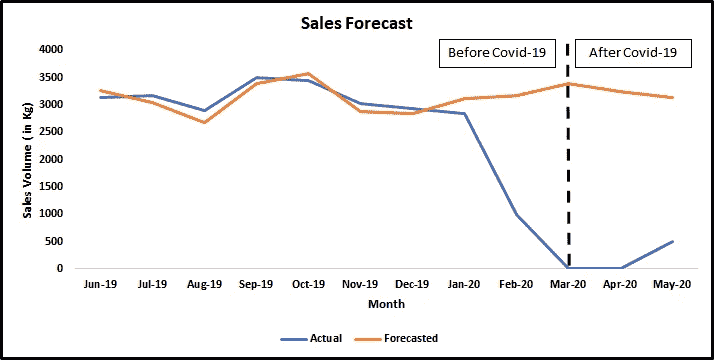 Sales Forecast
Before Covid-19
After Covid-19
Sales Volume ( in Kg)
4000
3500
3000
2500
2000
1500
1000
500
0
Jun-19 Jul-19 Aug-19 Sep-19 Oct-19 Nov-19 Dec-19 Jan-20 Feb-20 Mar-20 Apr-20 May-20
Month
Actual Forecasted